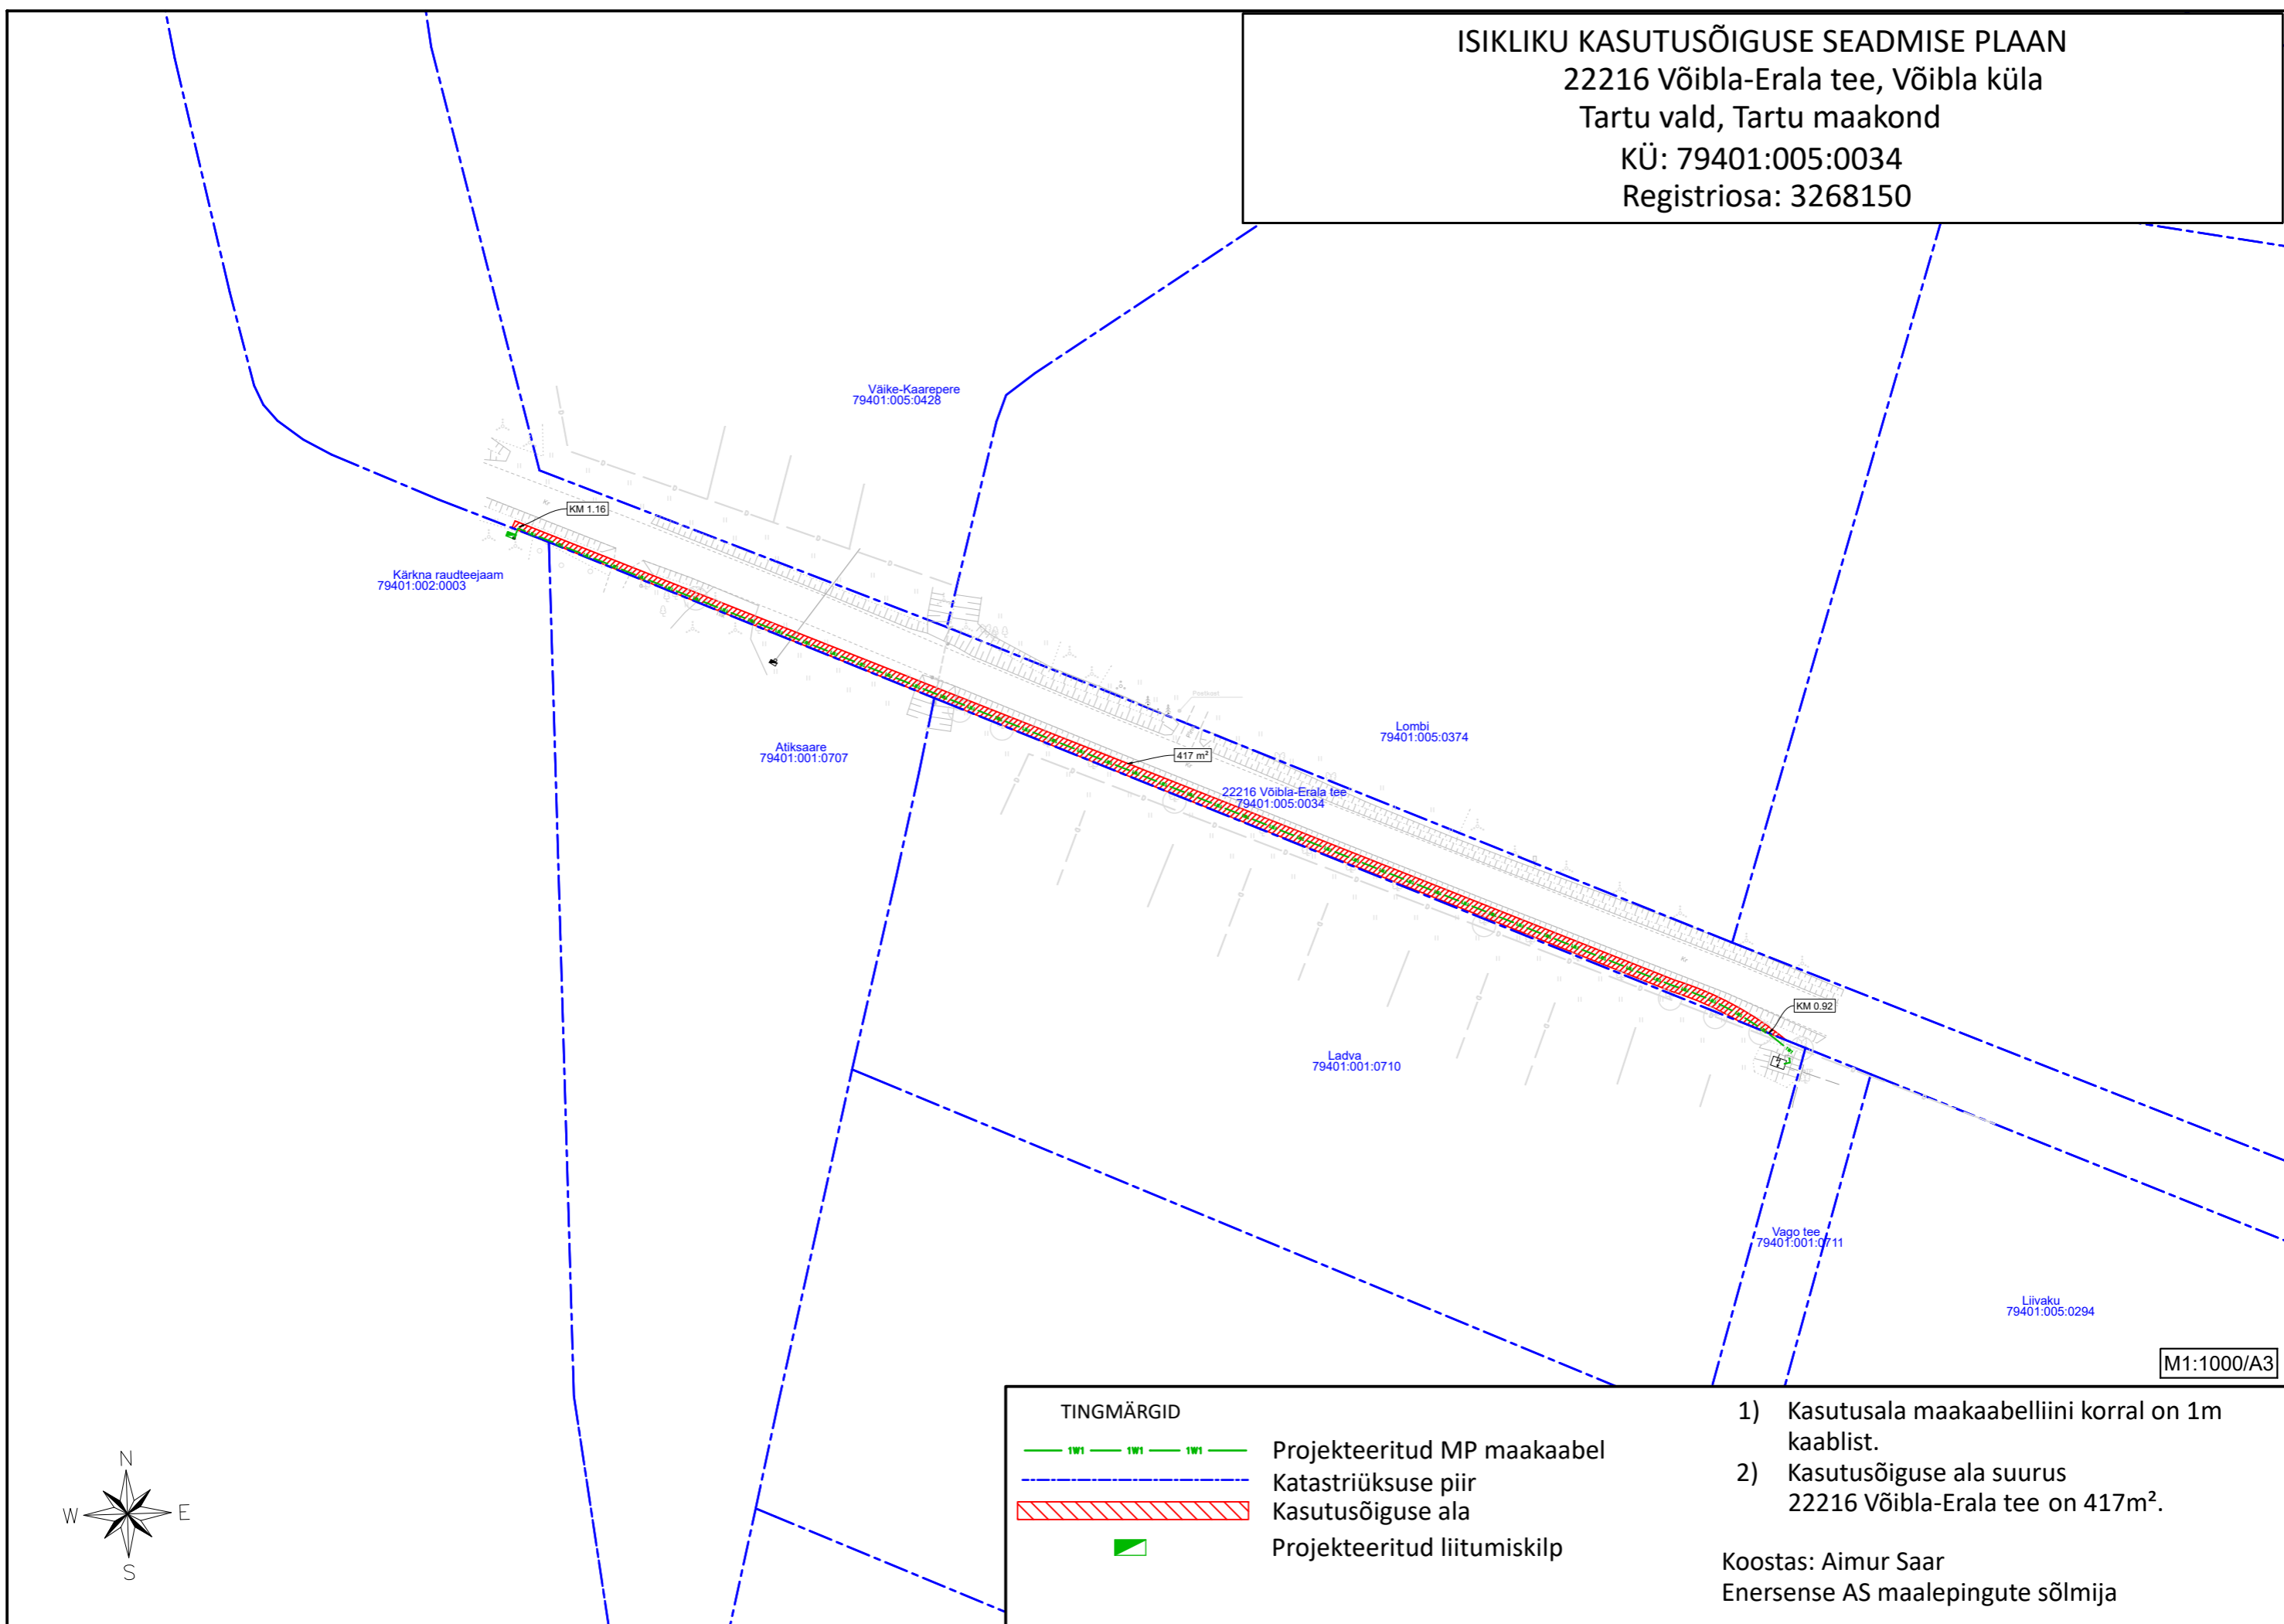 ISIKLIKU KASUTUSÕIGUSE SEADMISE PLAAN
22216 Võibla-Erala tee, Võibla küla
Tartu vald, Tartu maakond
KÜ: 79401:005:0034
Registriosa: 3268150
Väike-Kaarepere
79401:005:0428
KM 1.16
Kärkna raudteejaam
79401:002:0003
Atiksaare
79401:001:0707
Lombi
79401:005:0374
417 m²
22216 Võibla-Erala tee
79401:005:0034
KM 0.92
Ladva
79401:001:0710
Vago tee
79401:001:0711
Liivaku
79401:005:0294
M1:1000/A3
TINGMÄRGID
1W1 1W1 1W1 Projekteeritud MP maakaabel
Katastriüksuse piir
Kasutusõiguse ala
Projekteeritud liitumiskilp
1) Kasutusala maakaabelliini korral on 1m
kaablist.
2) Kasutusõiguse ala suurus
22216 Võibla-Erala tee on 417m².
Koostas: Aimur Saar
Enersense AS maalepingute sõlmija
N
W E
S